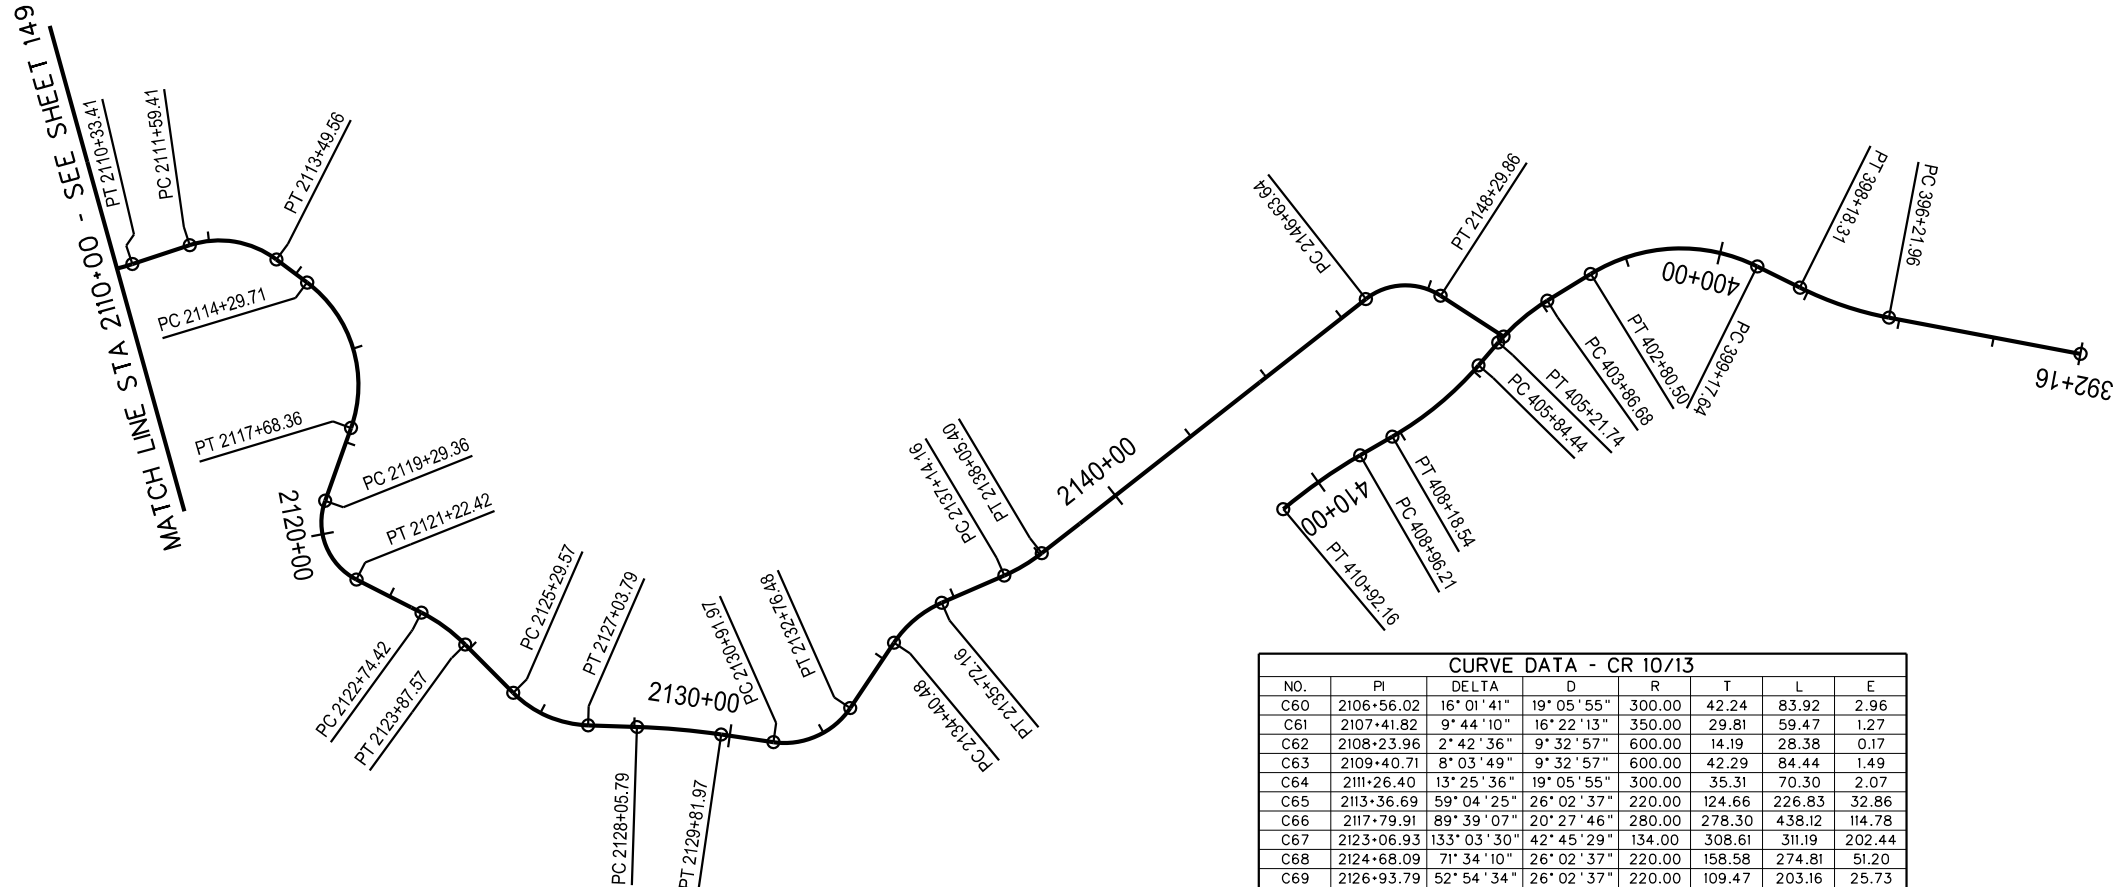 MATCH LINE STA 2110+00 - SEE SHEET 149
PT 2110+33.41
PC 2111+59.41
PT 2113+49.56
PC 2114+29.71
PT 2117+68.36
PC 2119+29.36
2120+00
PT 2121+22.42
PC 2122+74.42
PT 2123+87.57
PC 2125+29.57
PT 2127+03.79
PC 2128+05.79
PT 2129+81.97
2130+00
PC 2130+91.97
PT 2132+76.48
PC 2134+40.48
PT 2135+72.16
PC 2137+14.16
PT 2138+05.40
2140+00
PC 2146+63.64
PT 2148+29.86
PT 410+92.16
410+00
PC 408+96.21
PT 408+18.54
PC 405+84.44
PT 405+21.74
PC 403+86.68
PT 402+80.50
400+00
PC 399+17.64
PT 398+18.31
PC 396+21.96
392+16
CURVE DATA - CR 10/13
NO. PI DELTA D R T L E
C60 2106+56.02 16°01'41" 19°05'55" 300.00 42.24 83.92 2.96
C61 2107+41.82 9°44'10" 16°22'13" 350.00 29.81 59.47 1.27
C62 2108+23.96 2°42'36" 9°32'57" 600.00 14.19 28.38 0.17
C63 2109+40.71 8°03'49" 9°32'57" 600.00 42.29 84.44 1.49
C64 2111+26.40 13°25'36" 19°05'55" 300.00 35.31 70.30 2.07
C65 2113+36.69 59°04'25" 26°02'37" 220.00 124.66 226.83 32.86
C66 2117+79.91 89°39'07" 20°27'46" 280.00 278.30 438.12 114.78
C67 2123+06.93 133°03'30" 42°45'29" 134.00 308.61 311.19 202.44
C68 2124+68.09 71°34'10" 26°02'37" 220.00 158.58 274.81 51.20
C69 2126+93.79 52°54'34" 26°02'37" 220.00 109.47 203.16 25.73